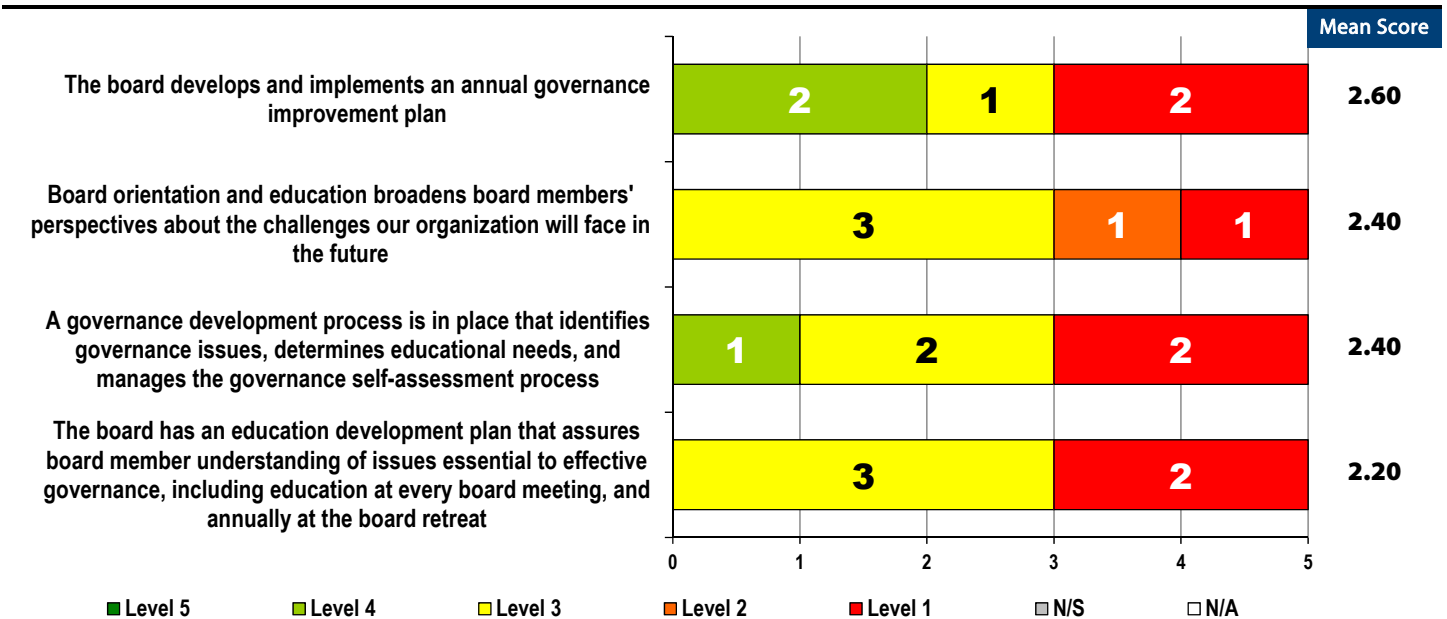 Mean Score
The board develops and implements an annual governance
improvement plan
2
1
2
2.60
Board orientation and education broadens board members'
perspectives about the challenges our organization will face in
the future
3
1
1
2.40
A governance development process is in place that identifies
governance issues, determines educational needs, and
manages the governance self-assessment process
1
2
2
2.40
The board has an education development plan that assures
board member understanding of issues essential to effective
governance, including education at every board meeting, and
annually at the board retreat
3
2
2.20
0 1 2 3 4 5
Level 5 Level 4 Level 3 Level 2 Level 1 N/S N/A